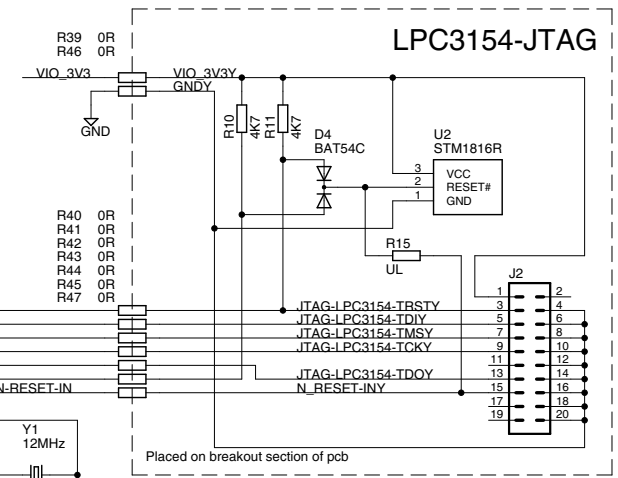 LPC3154-JTAG
R39 0R
R46 0R
VIO_3V3
VIO_3V3Y
GNDY
GND
R10
4K7
R11
4K7
D4
BAT54C
U2
STM1816R
3 VCC
2 RESET#
1 GND
R15
UL
R40 0R
R41 0R
R42 0R
R43 0R
R44 0R
R45 0R
R47 0R
J2
1 2
JTAG-LPC3154-TRSTY 3 4
JTAG-LPC3154-TDIY 5 6
JTAG-LPC3154-TMSY 7 8
JTAG-LPC3154-TCKY 9 10
11 12
JTAG-LPC3154-TDOY 13 14
N-RESET-IN N_RESET-INY 15 16
17 18
19 20
Y1
12MHz
Placed on breakout section of pcb